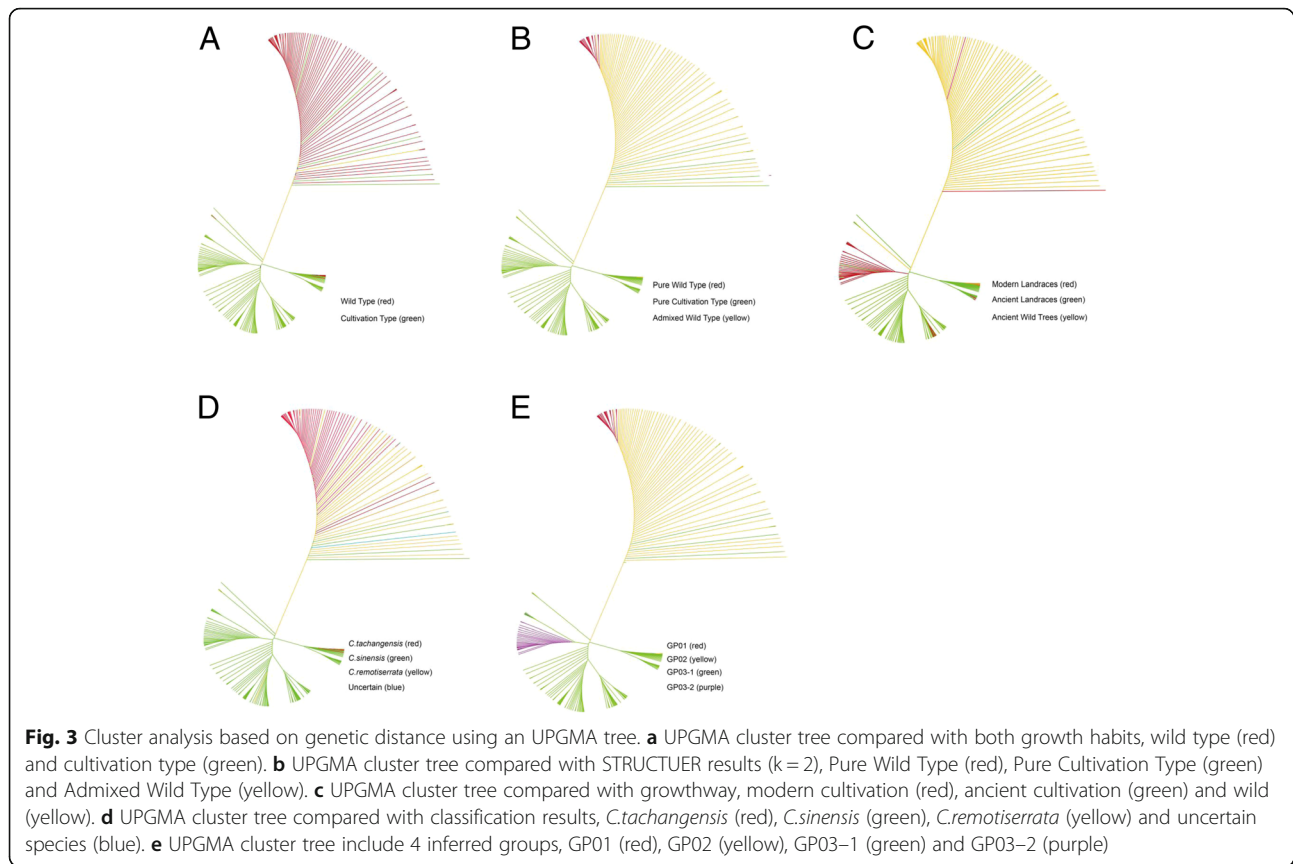 A
B
C
Wild Type (red)
Cultivation Type (green)
Pure Wild Type (red)
Pure Cultivation Type (green)
Admixed Wild Type (yellow)
Modern Landraces (red)
Ancient Landraces (green)
Ancient Wild Trees (yellow)
D
E
C.tachangensis (red)
C.sinensis (green)
C.remotiserrata (yellow)
Uncertain (blue)
GP01 (red)
GP02 (yellow)
GP03-1 (green)
GP03-2 (purple)
Fig. 3 Cluster analysis based on genetic distance using an UPGMA tree. a UPGMA cluster tree compared with both growth habits, wild type (red)
and cultivation type (green). b UPGMA cluster tree compared with STRUCTUER results (k = 2), Pure Wild Type (red), Pure Cultivation Type (green)
and Admixed Wild Type (yellow). c UPGMA cluster tree compared with growthway, modern cultivation (red), ancient cultivation (green) and wild
(yellow). d UPGMA cluster tree compared with classification results, C.tachangensis (red), C.sinensis (green), C.remotiserrata (yellow) and uncertain
species (blue). e UPGMA cluster tree include 4 inferred groups, GP01 (red), GP02 (yellow), GP03–1 (green) and GP03–2 (purple)